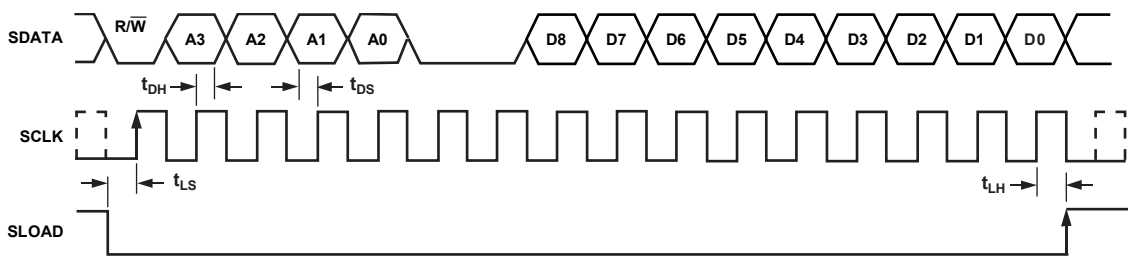 SDATA R/W̅ A3 A2 A1 A0 D8 D7 D6 D5 D4 D3 D2 D1 D0
tDH tDS
SCLK
tLS tLH
SLOAD